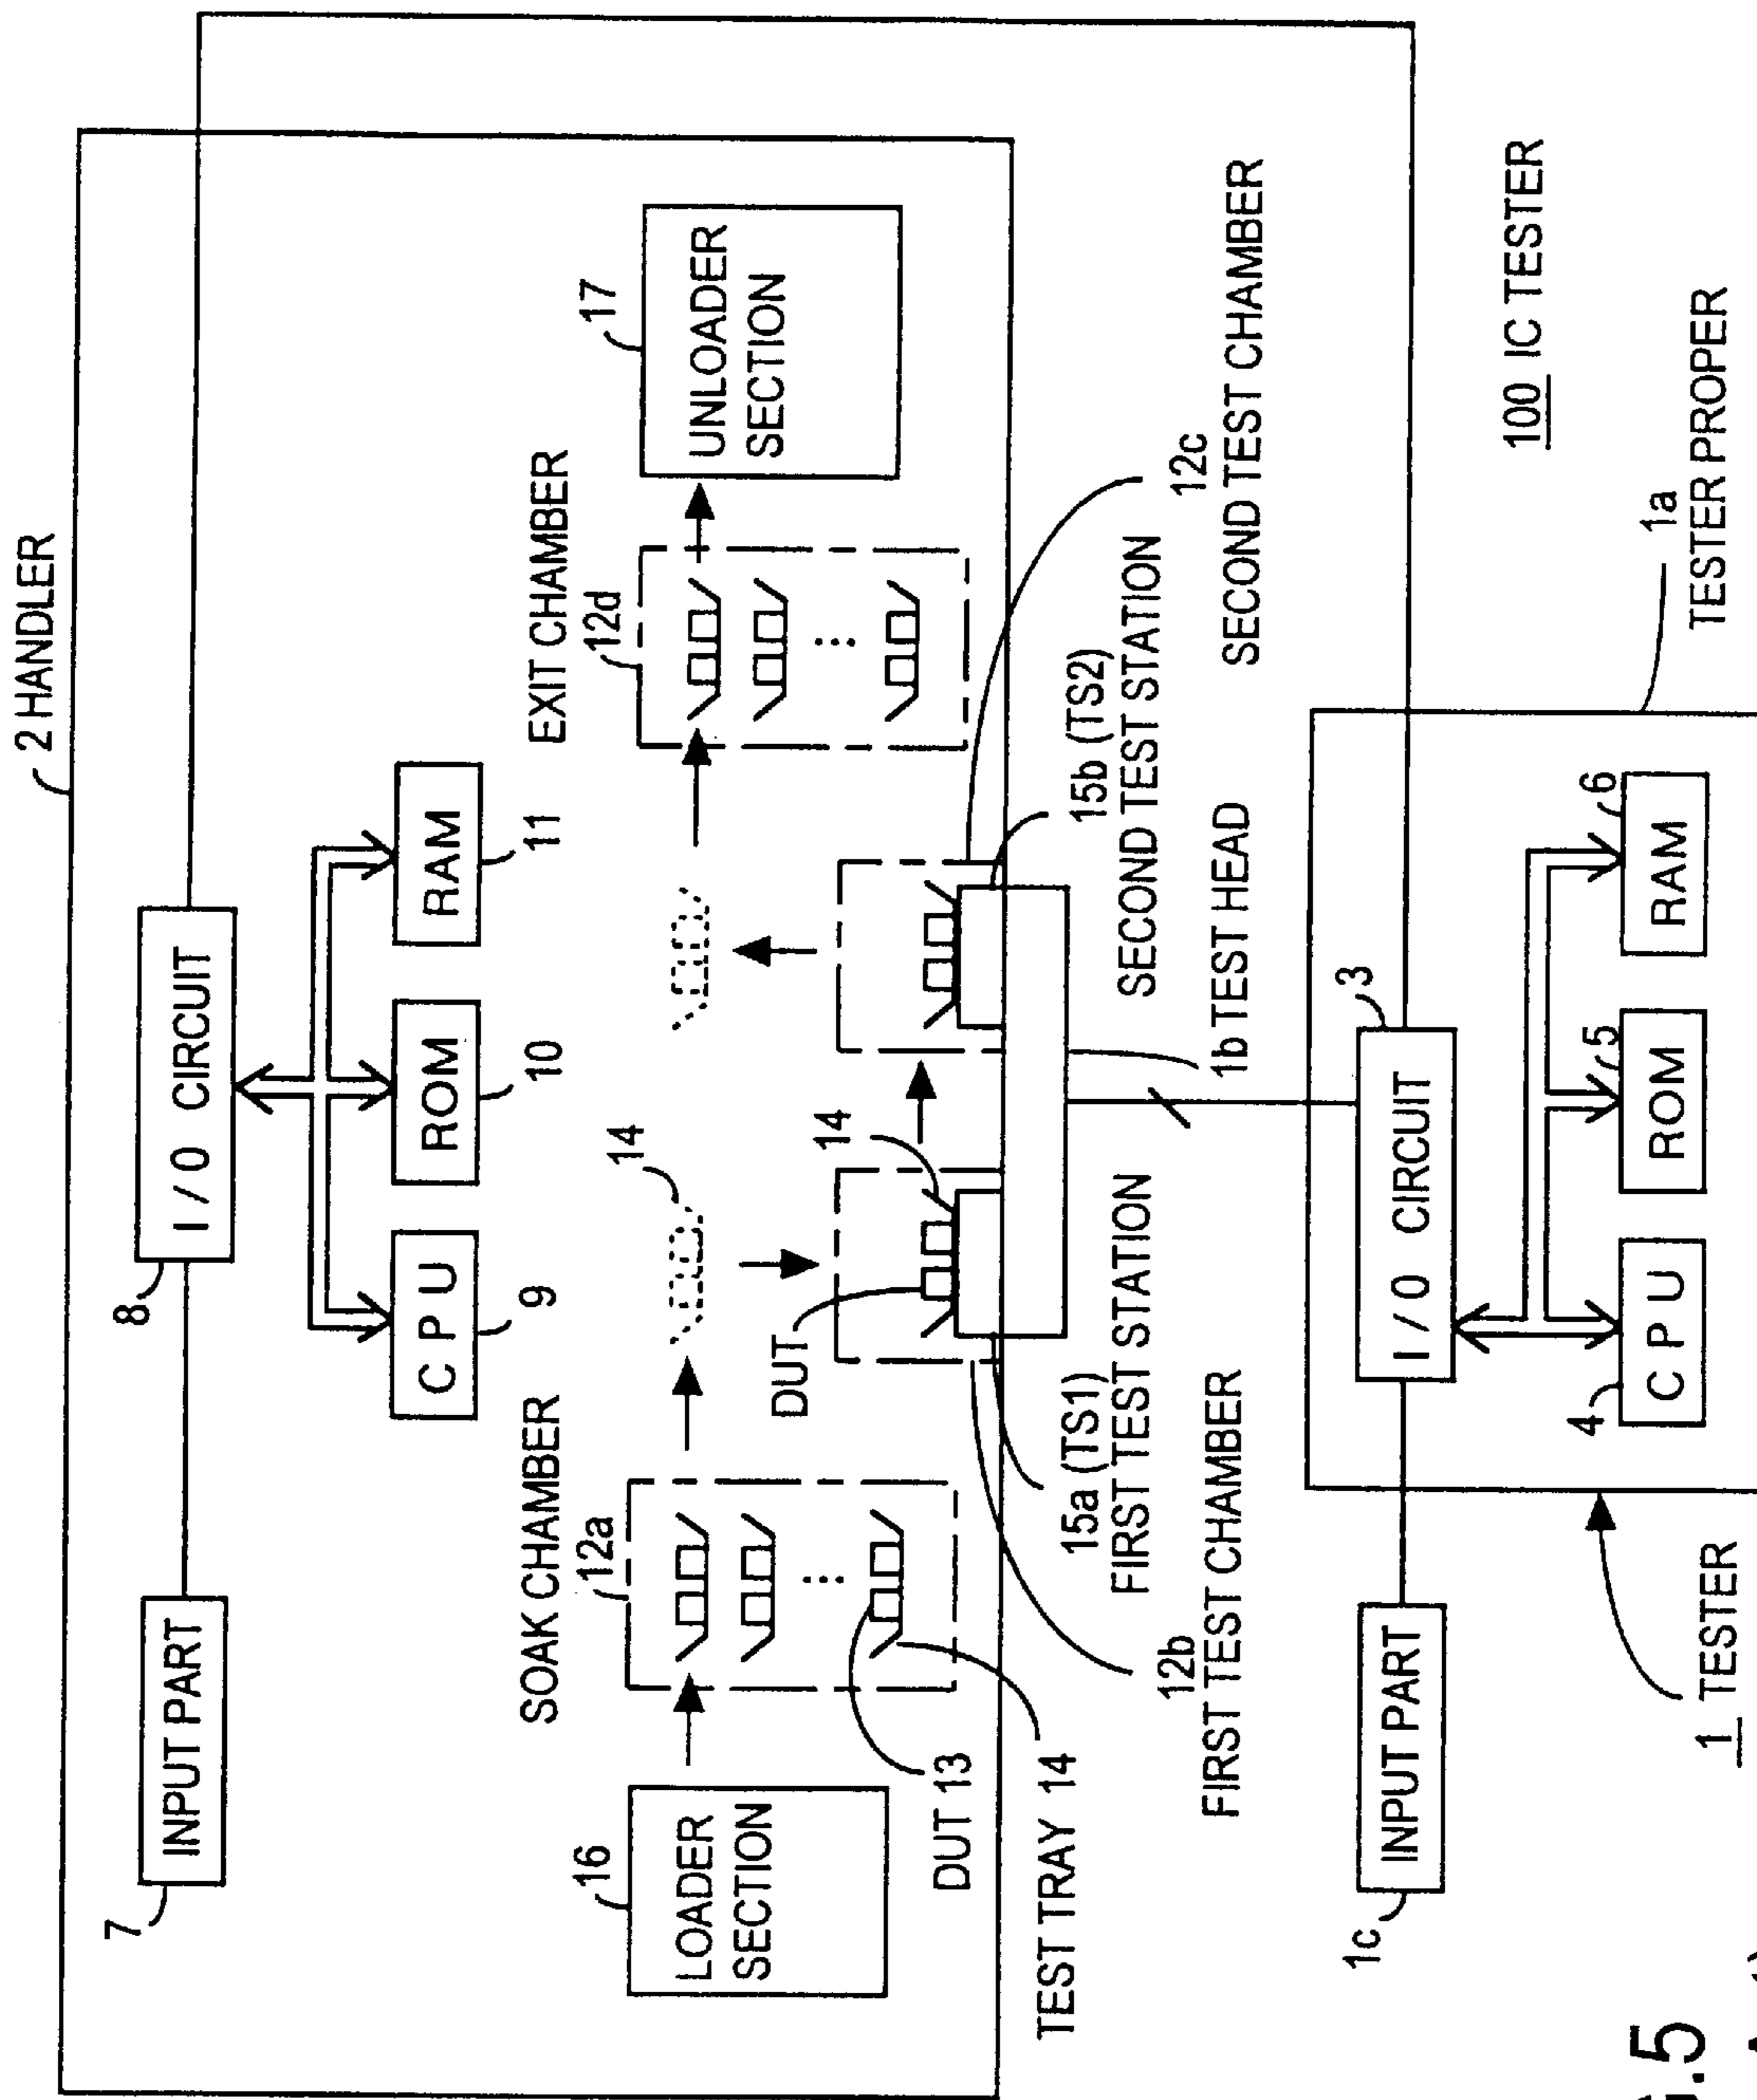 2 HANDLER
INPUT PART
7
I/O CIRCUIT
8
CPU
9
ROM
10
RAM
11
SOAK CHAMBER
12a
EXIT CHAMBER
12d
16
LOADER
SECTION
17
UNLOADER
SECTION
14
14
DUT
DUT 13
TEST TRAY 14
15a (TS1)
FIRST TEST STATION
12b
FIRST TEST CHAMBER
15b (TS2)
SECOND TEST STATION
1b TEST HEAD
12c
SECOND TEST CHAMBER
100 IC TESTER
1a
TESTER PROPER
1c
INPUT PART
3
I/O CIRCUIT
4
CPU
5
ROM
6
RAM
1 TESTER
.5